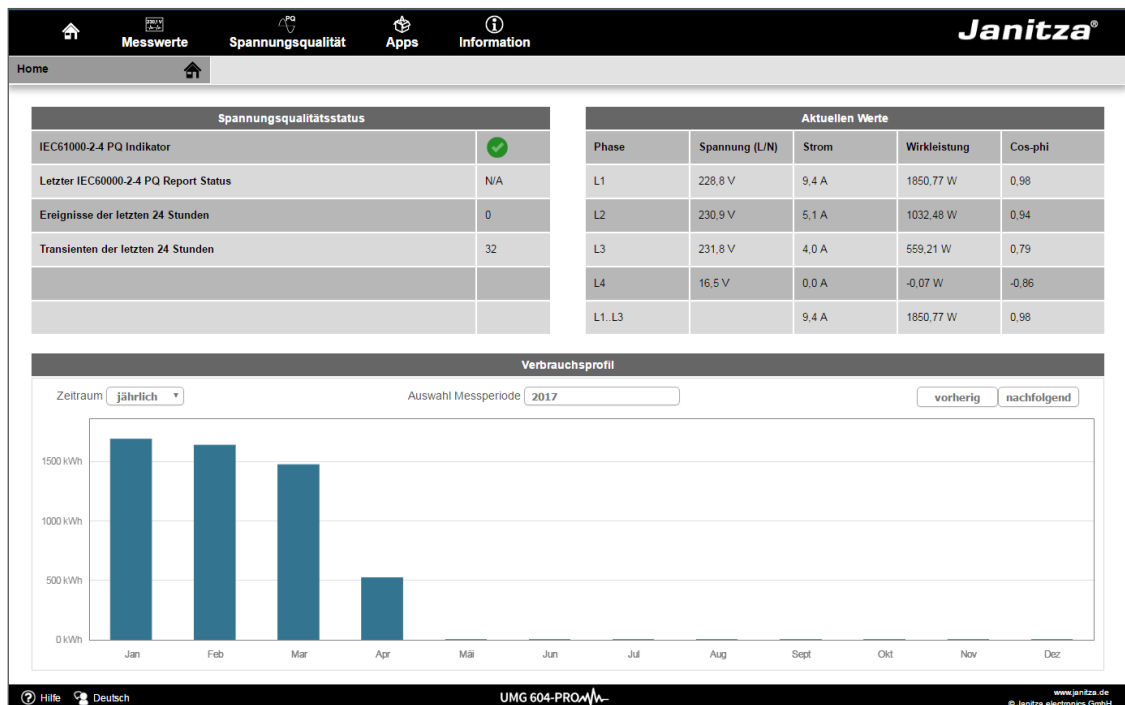 230,1 V
PQ
Messwerte Spannungsqualität Apps Information
Janitza®
Home
Spannungsqualitätsstatus
IEC61000-2-4 PQ Indikator
Letzter IEC60000-2-4 PQ Report Status N/A
Ereignisse der letzten 24 Stunden 0
Transienten der letzten 24 Stunden 32
Aktuellen Werte
Phase Spannung (L/N) Strom Wirkleistung Cos-phi
L1 228,8 V 9,4 A 1850,77 W 0,98
L2 230,9 V 5,1 A 1032,48 W 0,94
L3 231,8 V 4,0 A 559,21 W 0,79
L4 16,5 V 0,0 A -0,07 W -0,86
L1..L3 9,4 A 1850,77 W 0,98
Verbrauchsprofil
Zeitraum jährlich Auswahl Messperiode 2017 vorherig nachfolgend
1500 kWh
1000 kWh
500 kWh
0 kWh
Jan Feb Mar Apr Mäi Jun Jul Aug Sept Okt Nov Dez
Hilfe Deutsch UMG 604-PRO www.janitza.de
© Janitza electronics GmbH